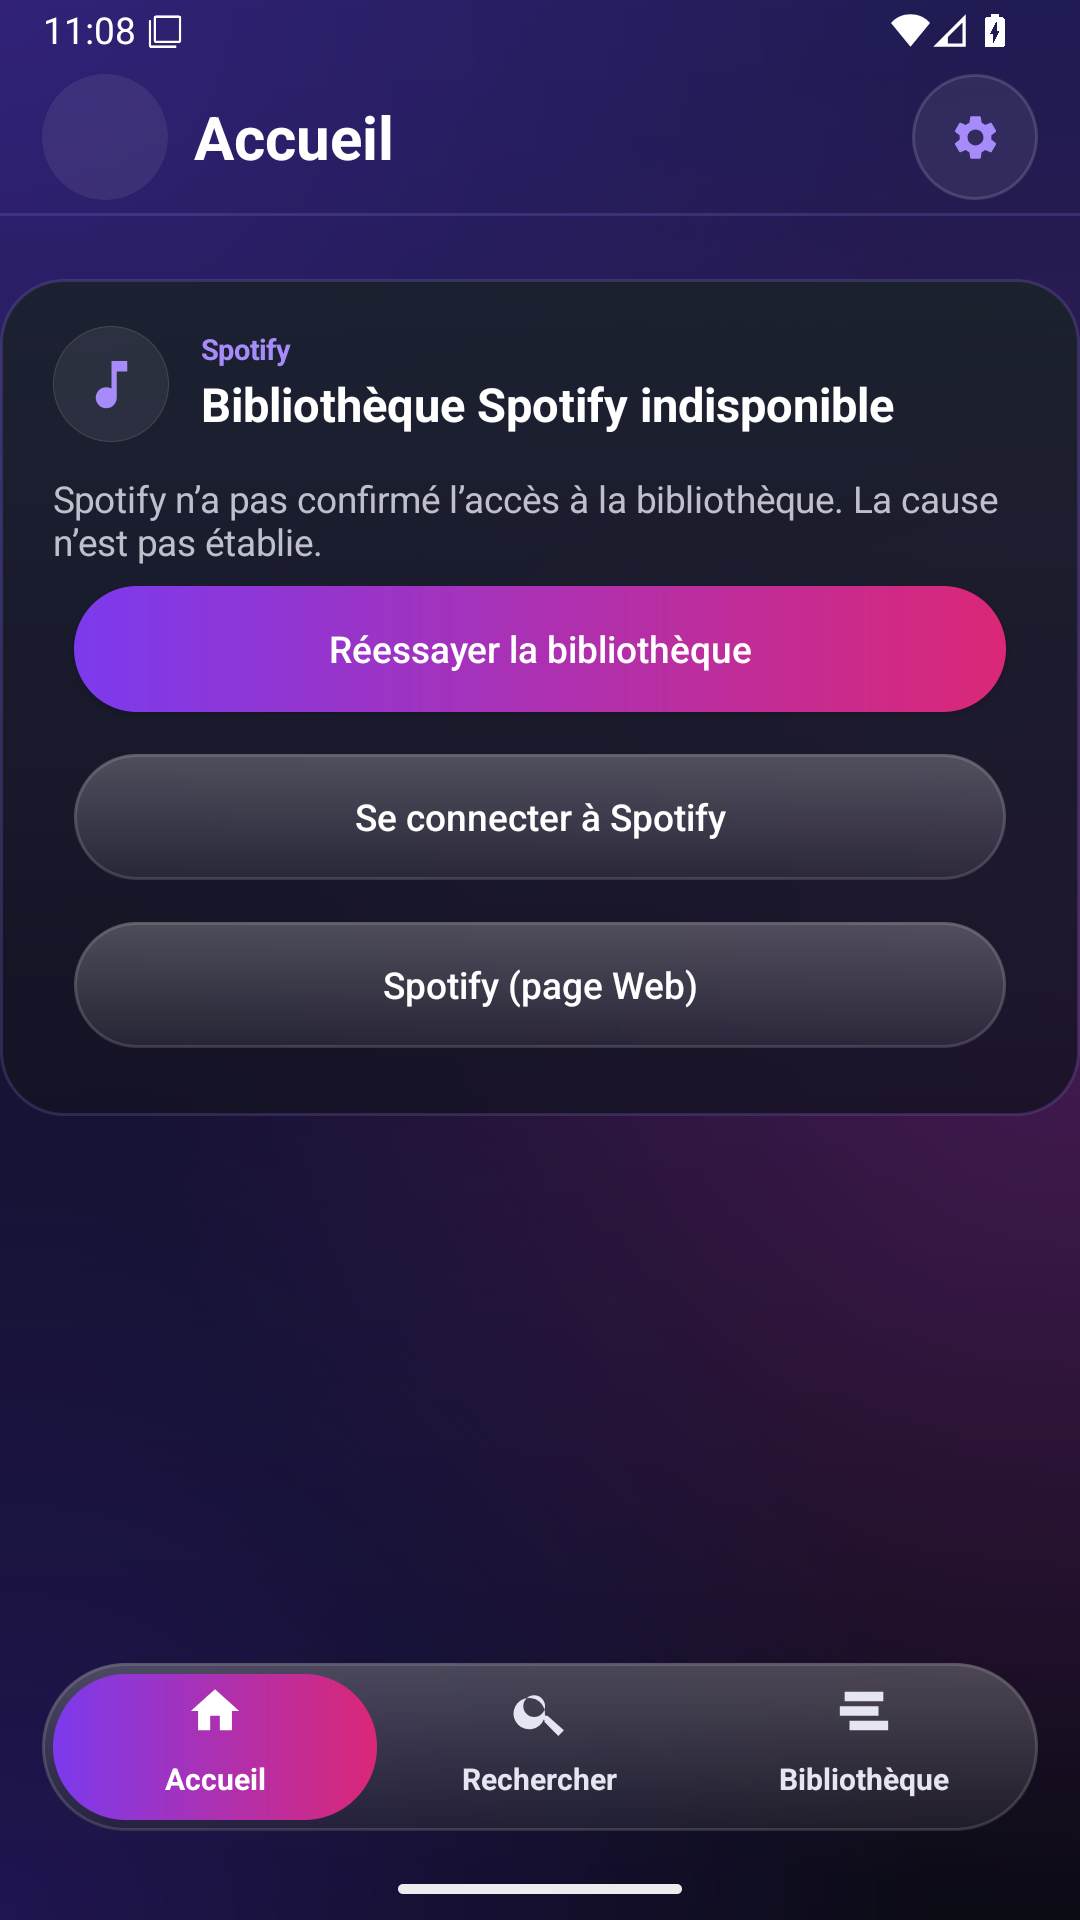 11:08
Accueil
Spotify
Bibliothèque Spotify indisponible
Spotify n’a pas confirmé l’accès à la bibliothèque. La cause
n’est pas établie.
Réessayer la bibliothèque
Se connecter à Spotify
Spotify (page Web)
Accueil
Rechercher
Bibliothèque